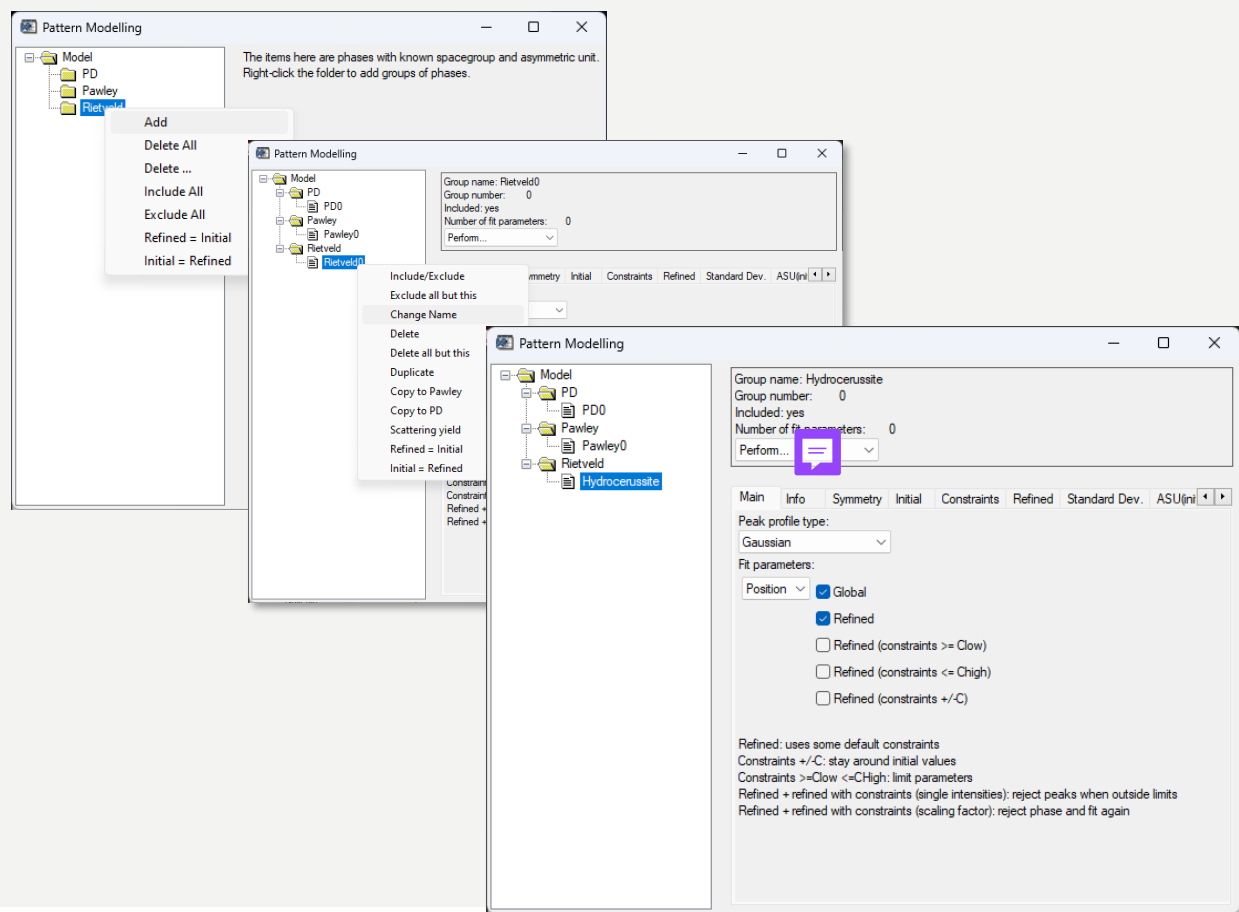 Pattern Modelling
Model
PD
Pawley
Rietveld
The items here are phases with known spacegroup and asymmetric unit.
Right-click the folder to add groups of phases.
Add
Delete All
Delete ...
Include All
Exclude All
Refined = Initial
Initial = Refined
Pattern Modelling
Model
PD
PD0
Pawley
Pawley0
Rietveld
Rietveld0
Group name: Rietveld0
Group number: 0
Included: yes
Number of fit parameters: 0
Perform...
Symmetry Initial Constraints Refined Standard Dev. ASU(ini
Include/Exclude
Exclude all but this
Change Name
Delete
Delete all but this
Duplicate
Copy to Pawley
Copy to PD
Scattering yield
Refined = Initial
Initial = Refined
Constraint
Constraint
Refined +
Refined +
Pattern Modelling
Model
PD
PD0
Pawley
Pawley0
Rietveld
Hydrocerussite
Group name: Hydrocerussite
Group number: 0
Included: yes
Number of fit parameters: 0
Perform...
Main Info Symmetry Initial Constraints Refined Standard Dev. ASU(ini
Peak profile type:
Gaussian
Fit parameters:
Position Global
Refined
Refined (constraints >= Clow)
Refined (constraints <= Chigh)
Refined (constraints +/-C)
Refined: uses some default constraints
Constraints +/-C: stay around initial values
Constraints >=Clow <=CHigh: limit parameters
Refined + refined with constraints (single intensities): reject peaks when outside limits
Refined + refined with constraints (scaling factor): reject phase and fit again